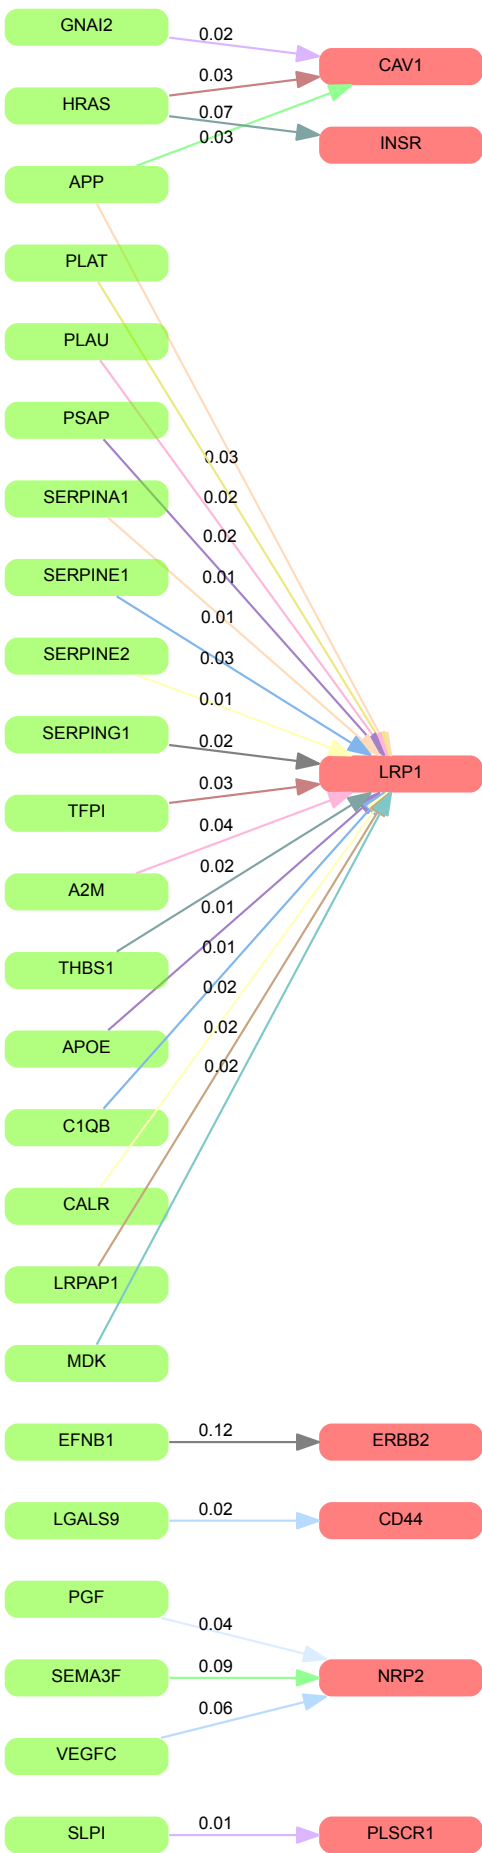 GNAI2
0.02
CAV1
0.03
HRAS
0.07
0.03
INSR
APP
PLAT
PLAU
PSAP
0.03
SERPINA1
0.02
0.02
SERPINE1
0.01
0.01
SERPINE2
0.03
0.01
SERPING1
0.02
LRP1
0.03
TFPI
0.04
0.02
A2M
0.01
0.01
THBS1
0.02
0.02
APOE
0.02
C1QB
CALR
LRPAP1
MDK
EFNB1
0.12
ERBB2
LGALS9
0.02
CD44
PGF
0.04
SEMA3F
0.09
NRP2
0.06
VEGFC
SLPI
0.01
PLSCR1